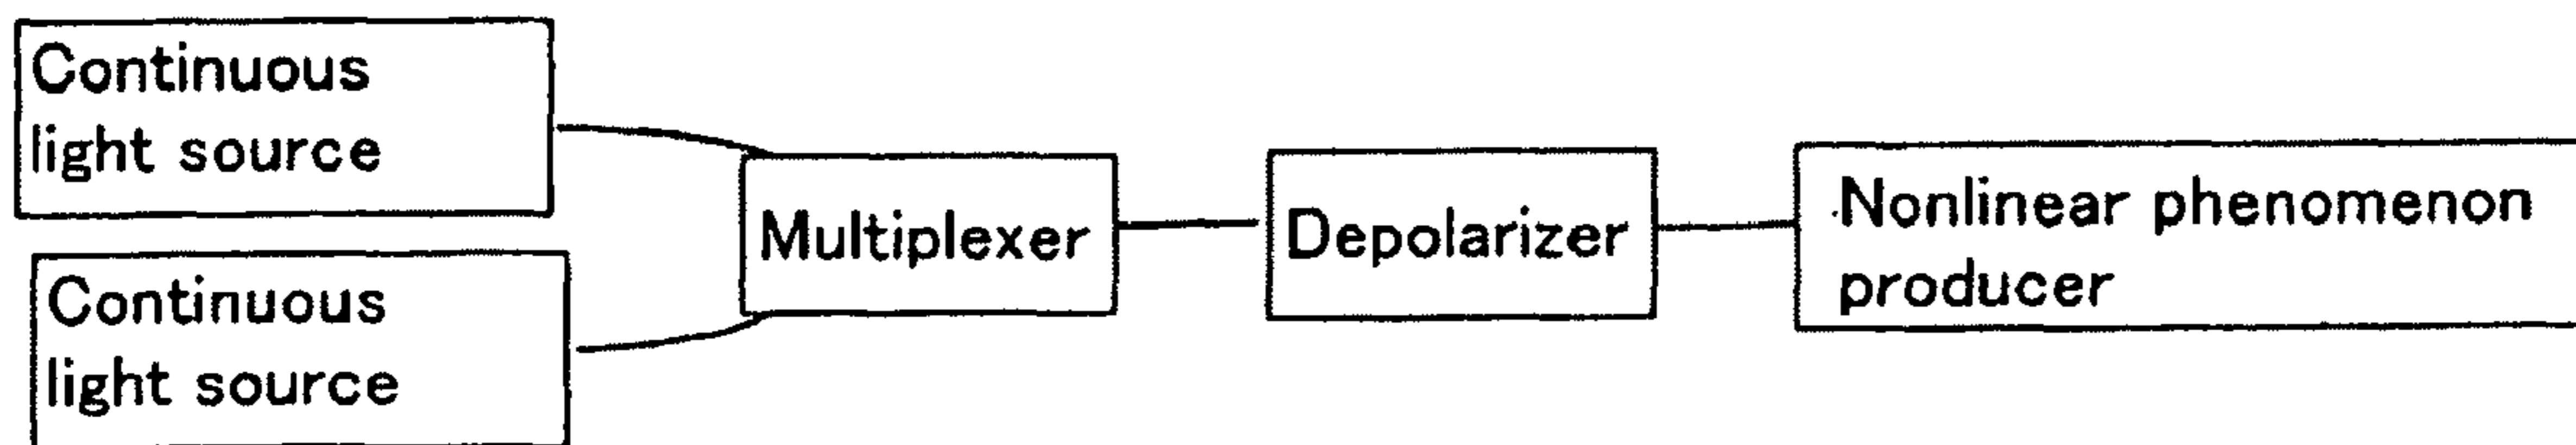 Continuous
light source
Continuous
light source
Multiplexer
Depolarizer
Nonlinear phenomenon
producer